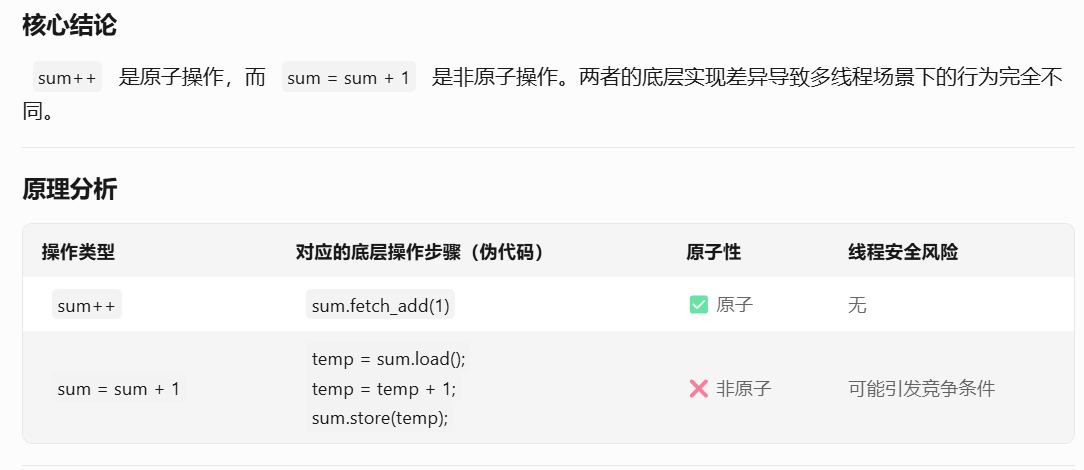 核心结论
sum++ 是原子操作，而 sum = sum + 1 是非原子操作。两者的底层实现差异导致多线程场景下的行为完全不
同。
原理分析
操作类型 对应的底层操作步骤（伪代码） 原子性 线程安全风险
sum++ sum.fetch_add(1) ✅ 原子 无
temp = sum.load();
sum = sum + 1 temp = temp + 1; ❌ 非原子 可能引发竞争条件
sum.store(temp);